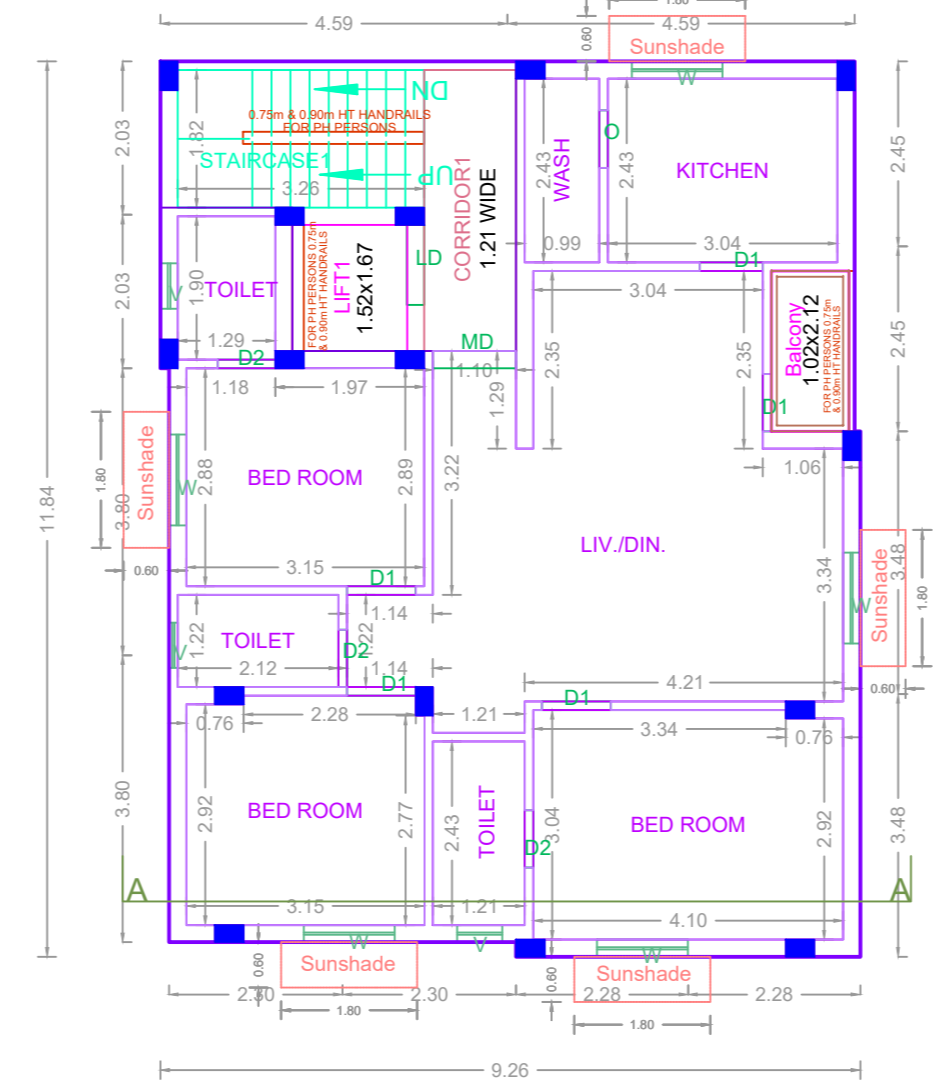 1.80
4.59
4.59
0.60
Sunshade
W
DN
0.75m & 0.90m HT HANDRAILS
FOR PH PERSONS
2.03
1.82
STAIRCASE1
UP
3.26
CORRIDOR1
1.21 WIDE
2.43
WASH
O
2.43
KITCHEN
2.45
0.99
3.04
D1
3.04
2.03
V
1.90
TOILET
1.29
D2
FOR PH PERSONS 0.75m
& 0.90m HT HANDRAILS
LIFT1
1.52x1.67
LD
MD
1.10
1.29
2.35
2.35
Balcony
1.02x2.12
FOR PH PERSONS 0.75m
& 0.90m HT HANDRAILS
D1
2.45
1.06
1.18
1.97
11.84
1.80
3.80
Sunshade
W
2.88
BED ROOM
2.89
3.22
0.60
3.15
D1
1.14
LIV./DIN.
3.34
W
Sunshade
3.48
1.80
V
1.22
TOILET
2.12
1.22
D2
1.14
D1
4.21
0.60
0.76
2.28
1.21
D1
3.34
0.76
3.80
2.92
BED ROOM
2.77
2.43
TOILET
D2
3.04
BED ROOM
2.92
3.48
A
A
3.15
1.21
4.10
W
V
W
0.60
Sunshade
0.60
Sunshade
2.30
2.30
2.28
2.28
1.80
1.80
9.26